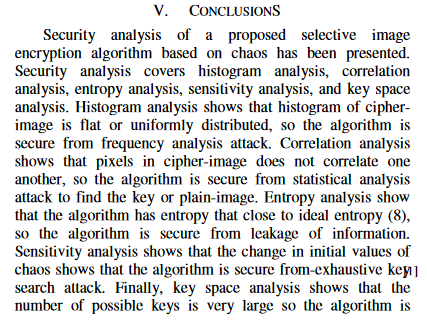 V. CONCLUSIONS
Security analysis of a proposed selective image
encryption algorithm based on chaos has been presented.
Security analysis covers histogram analysis, correlation
analysis, entropy analysis, sensitivity analysis, and key space
analysis. Histogram analysis shows that histogram of cipher-
image is flat or uniformly distributed, so the algorithm is
secure from frequency analysis attack. Correlation analysis
shows that pixels in cipher-image does not correlate one
another, so the algorithm is secure from statistical analysis
attack to find the key or plain-image. Entropy analysis show
that the algorithm has entropy that close to ideal entropy (8),
so the algorithm is secure from leakage of information.
Sensitivity analysis shows that the change in initial values of
chaos shows that the algorithm is secure from-exhaustive key
search attack. Finally, key space analysis shows that the
number of possible keys is very large so the algorithm is